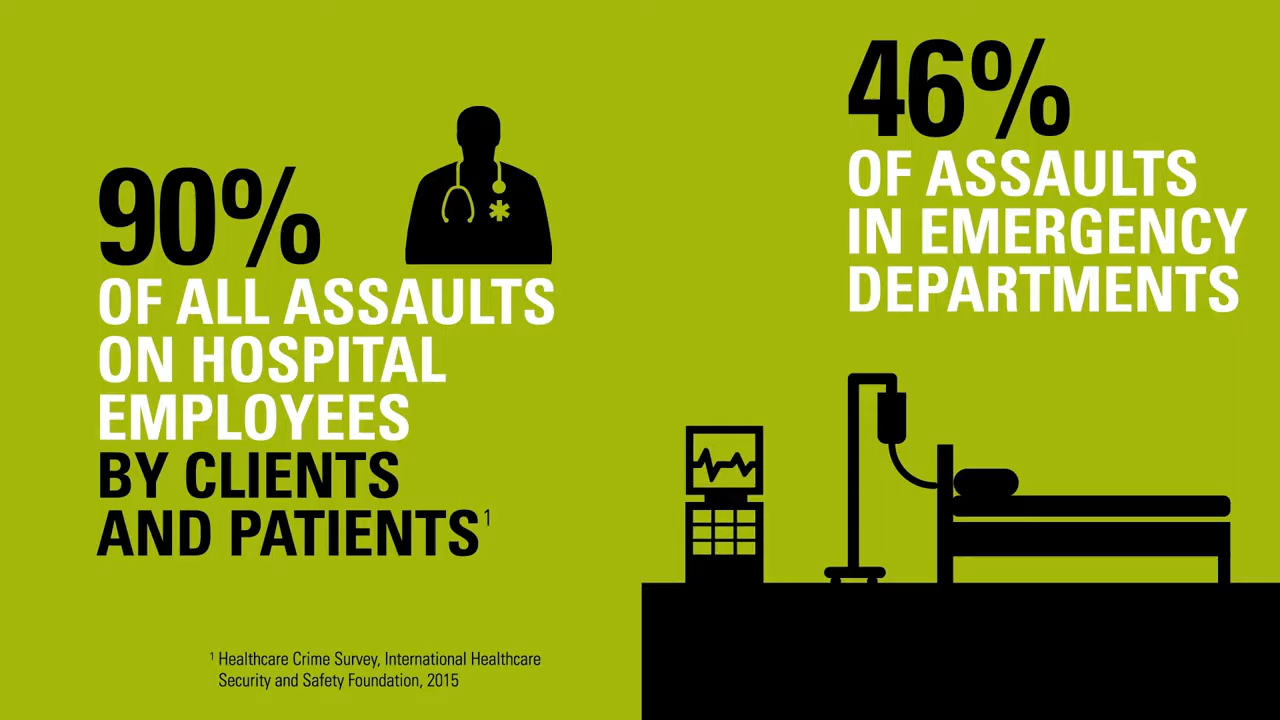 90%
OF ALL ASSAULTS
ON HOSPITAL
EMPLOYEES
BY CLIENTS
AND PATIENTS¹
¹ Healthcare Crime Survey, International Healthcare
Security and Safety Foundation, 2015
46%
OF ASSAULTS
IN EMERGENCY
DEPARTMENTS